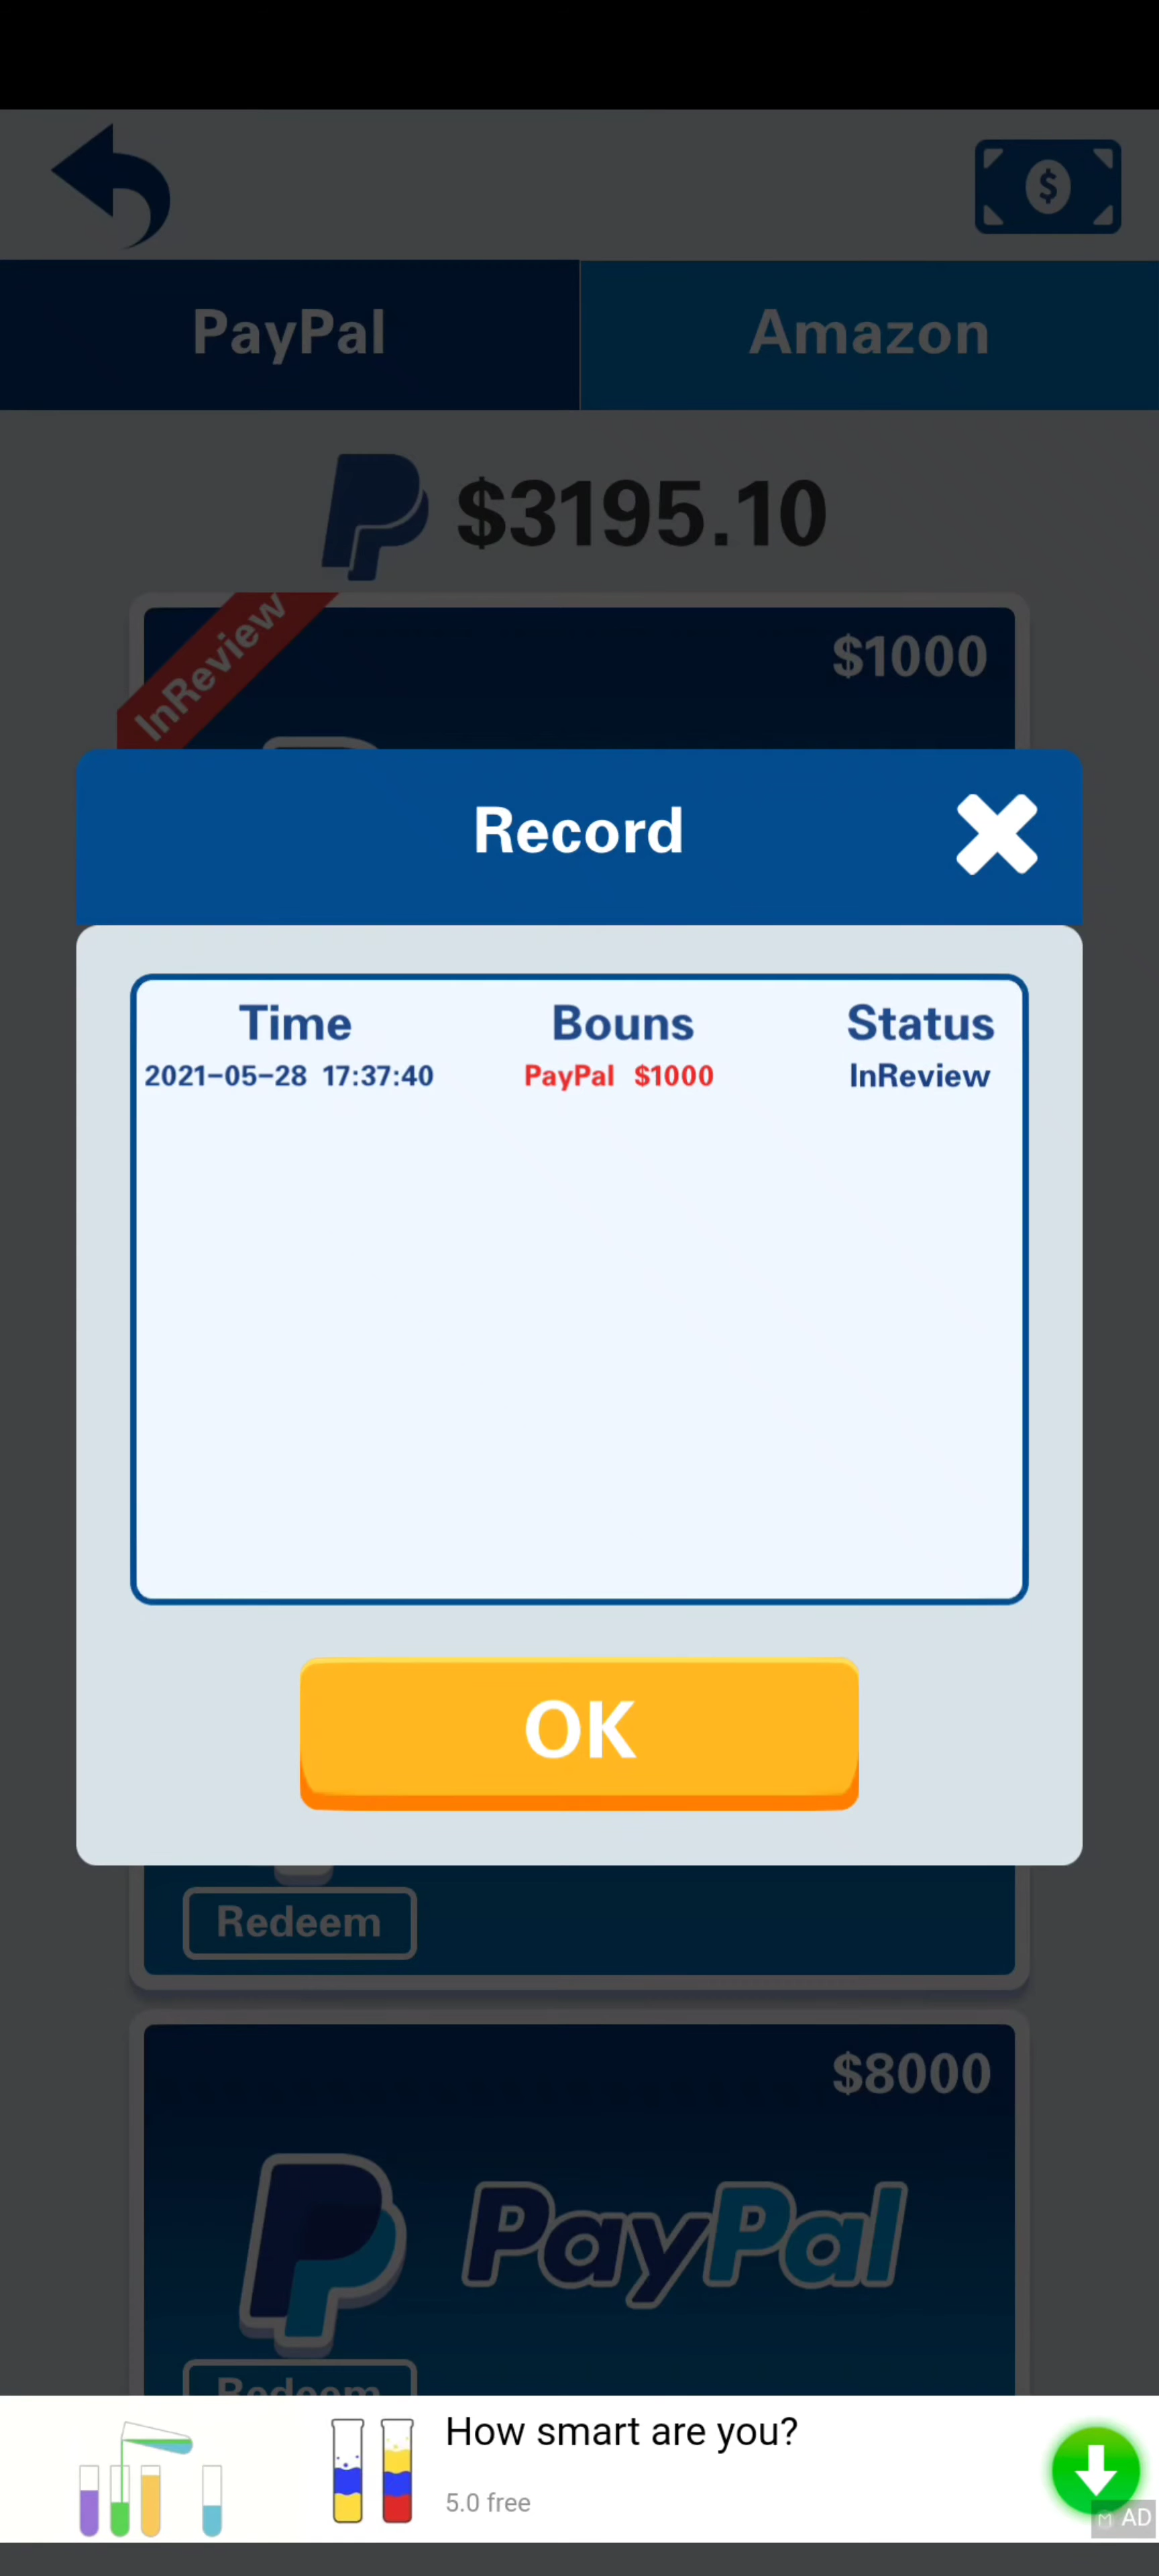 PayPal
Amazon
$3195.10
InReview
$1000
Record
Time Bouns Status
2021-05-28 17:37:40 PayPal $1000 InReview
OK
Redeem
$8000
PayPal
Redeem
How smart are you?
5.0 free
AD